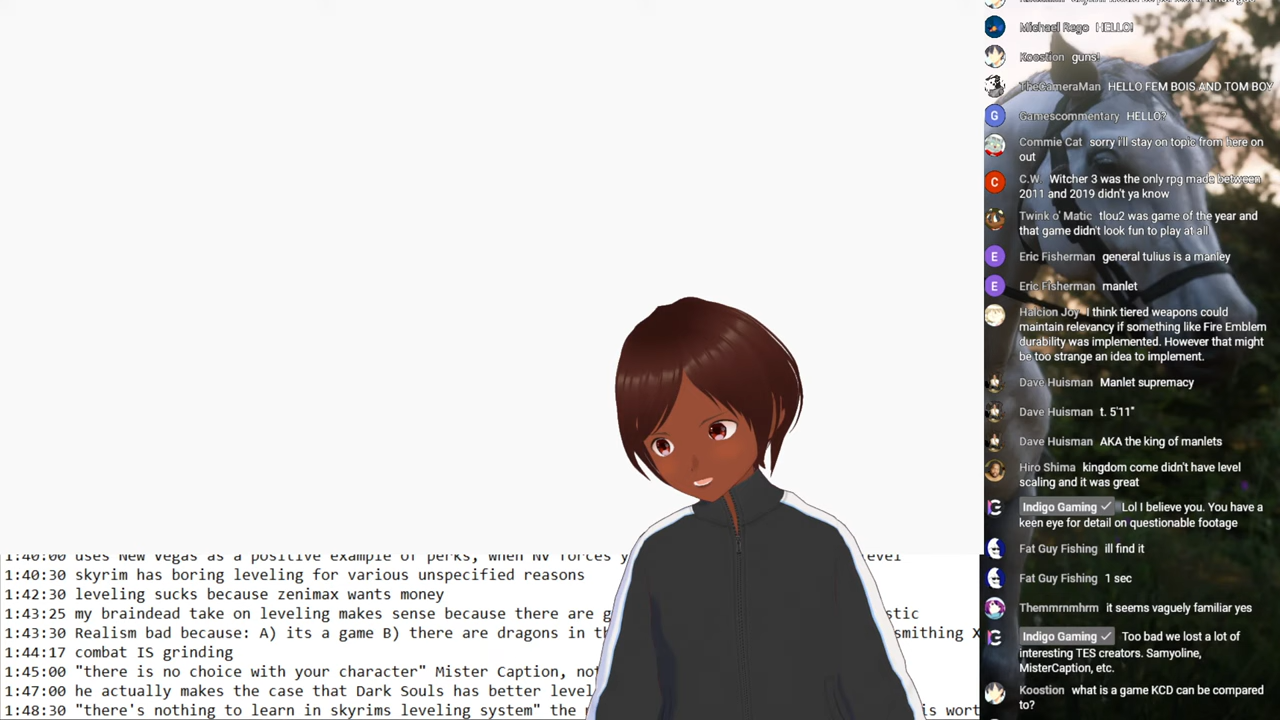 Michael Rego HELLO!
Koostion guns!
TheCameraMan HELLO FEM BOIS AND TOM BOY
Gamescommentary HELLO?
Commie Cat sorry i'll stay on topic from here on
out
C.W. Witcher 3 was the only rpg made between
2011 and 2019 didn't ya know
Twink o' Matic tlou2 was game of the year and
that game didn't look fun to play at all
Eric Fisherman general tulius is a manley
Eric Fisherman manlet
Halcion Joy I think tiered weapons could
maintain relevancy if something like Fire Emblem
durability was implemented. However that might
be too strange an idea to implement.
Dave Huisman Manlet supremacy
Dave Huisman t. 5'11"
Dave Huisman AKA the king of manlets
Hiro Shima kingdom come didn't have level
scaling and it was great
Indigo Gaming ✓ Lol I believe you. You have a
keen eye for detail on questionable footage
Fat Guy Fishing ill find it
Fat Guy Fishing 1 sec
Themmrnmhrm it seems vaguely familiar yes
Indigo Gaming ✓ Too bad we lost a lot of
interesting TES creators. Samyoline,
MisterCaption, etc.
Koostion what is a game KCD can be compared
to?
1:40:00 uses New Vegas as a positive example of perks, when NV forces
1:40:30 skyrim has boring leveling for various unspecified reasons
1:42:30 leveling sucks because zenimax wants money
1:43:25 my braindead take on leveling makes sense because there are
1:43:30 Realism bad because: A) its a game B) there are dragons in smithing X
1:44:17 combat IS grinding
1:45:00 "there is no choice with your character" Mister Caption,
1:47:00 he actually makes the case that Dark Souls has better
1:48:30 "there's nothing to learn in skyrims leveling system" the is